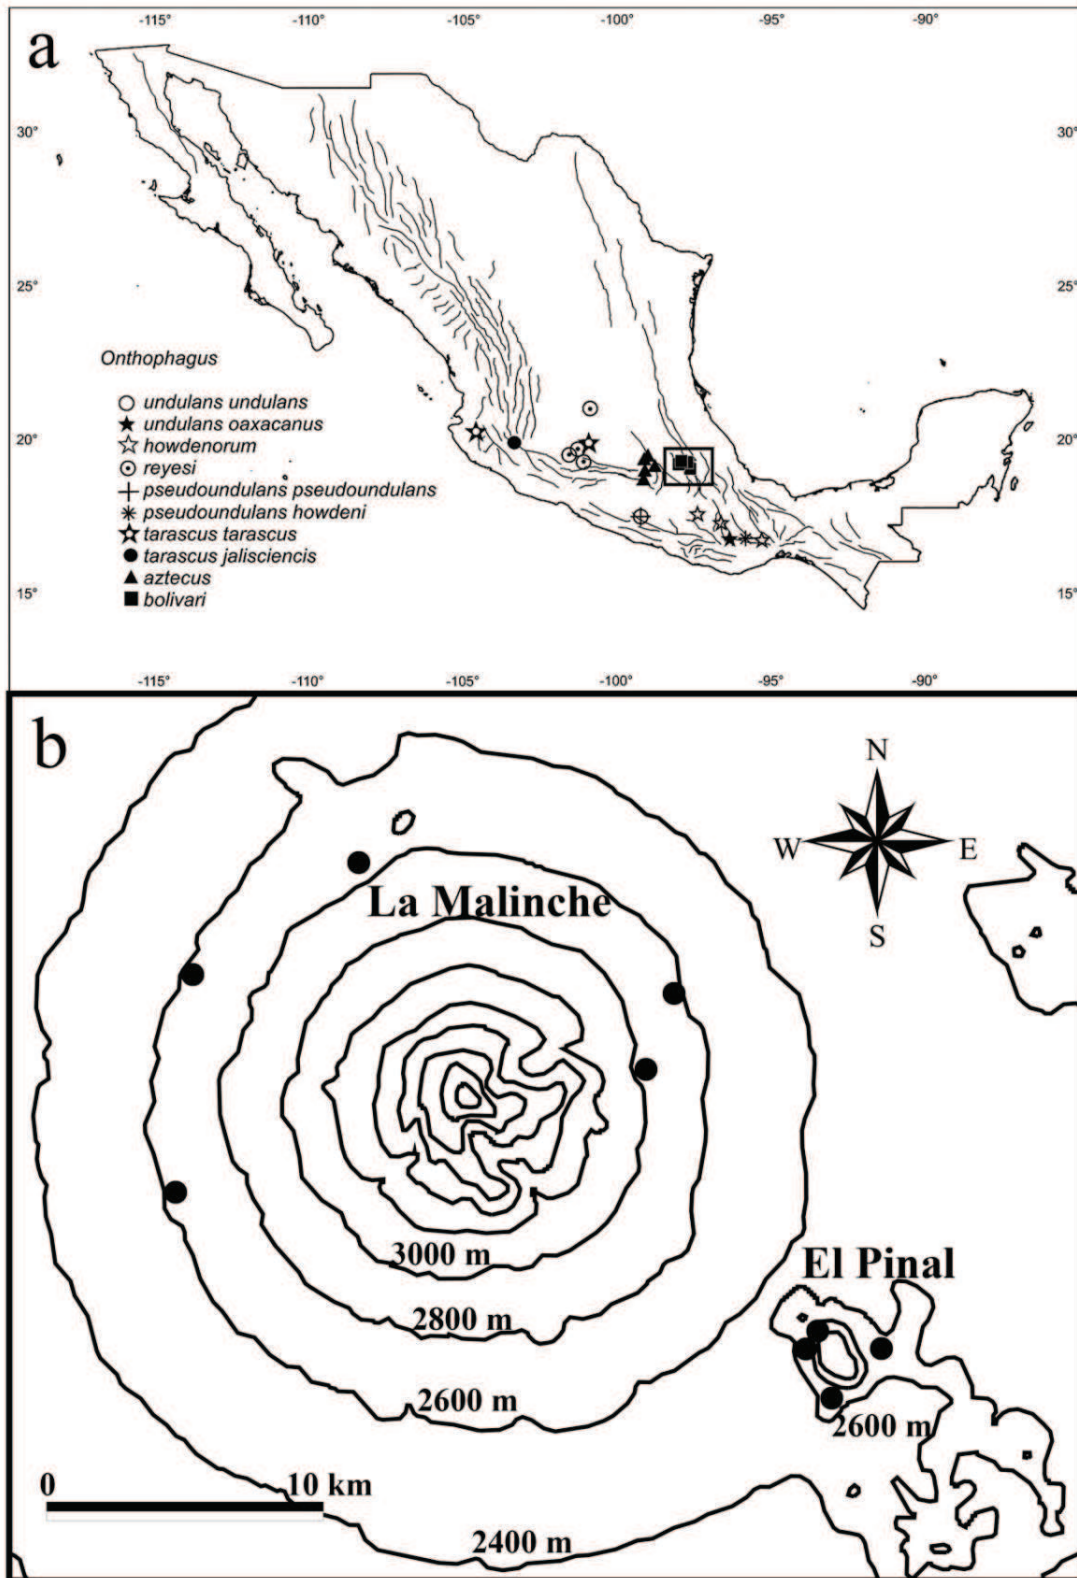 -115° -110° -105° -100° -95° -90°
a
30° 30°
25° 25°
Onthophagus
undulans undulans
undulans oaxacanus
howdenorum
reyesi
pseudoundulans pseudoundulans
pseudoundulans howdeni
tarascus tarascus
tarascus jalisciencis
aztecus
bolivari
20° 20°
15° 15°
-115° -110° -105° -100° -95° -90°
b
N
W E
S
La Malinche
El Pinal
3000 m
2800 m
2600 m
2600 m
0 10 km
2400 m